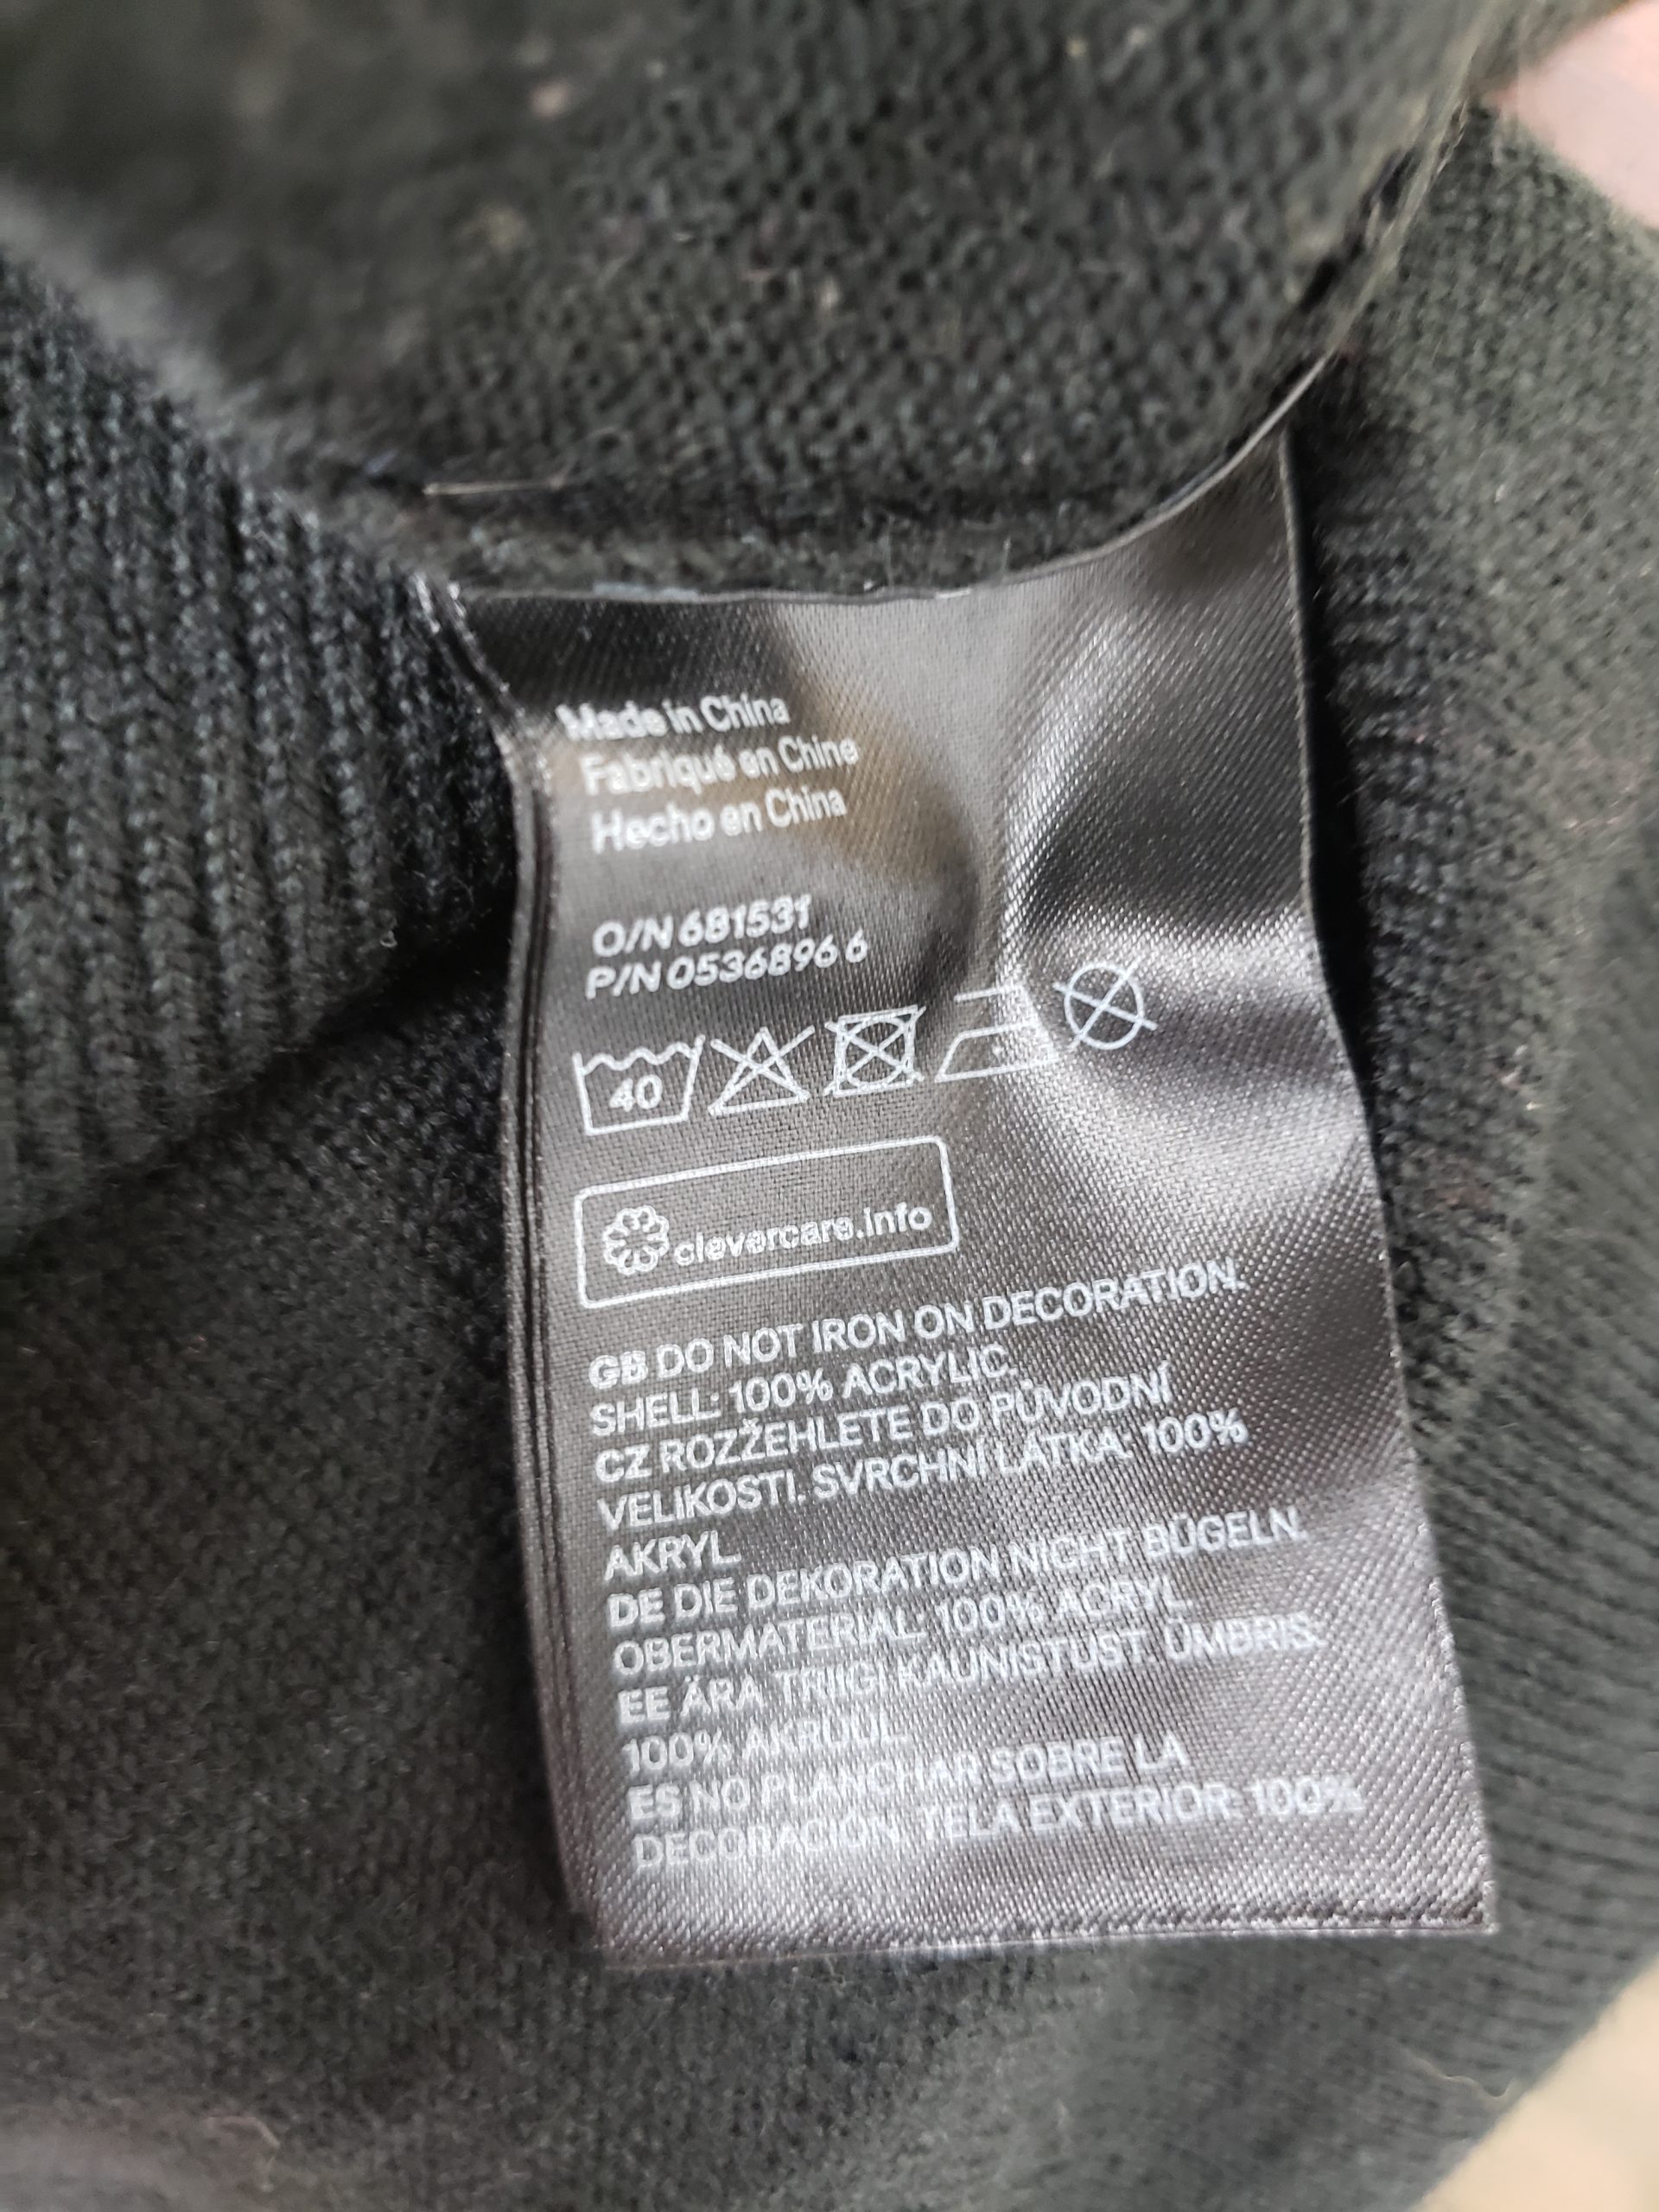 Made in China
Fabriqué en Chine
Hecho en China
O/N 681531
P/N 0536896 6
40
clevercare.info
GB DO NOT IRON ON DECORATION.
SHELL: 100% ACRYLIC.
CZ ROZŽEHLETE DO PŮVODNÍ
VELIKOSTI. SVRCHNÍ LÁTKA: 100%
AKRYL.
DE DIE DEKORATION NICHT BÜGELN.
OBERMATERIAL: 100% ACRYL
EE ÄRA TRIIGI KAUNISTUST. ÜMBRIS:
100% AKRÜÜL
ES NO PLANCHAR SOBRE LA
DECORACIÓN. TELA EXTERIOR: 100%